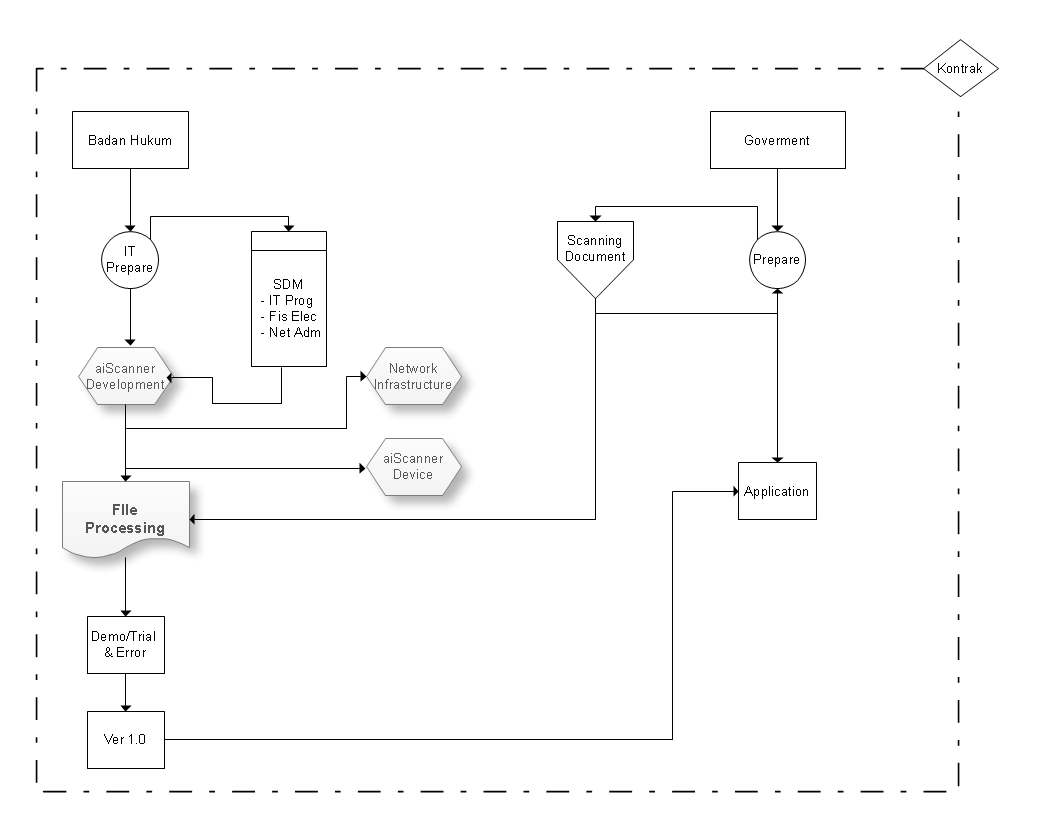 Kontrak
Badan Hukum
Goverment
IT
Prepare
SDM
- IT Prog
- Fis Elec
- Net Adm
Scanning
Document
Prepare
aiScanner
Development
Network
Infrastructure
aiScanner
Device
FIle
Processing
Application
Demo/Trial
& Error
Ver 1.0